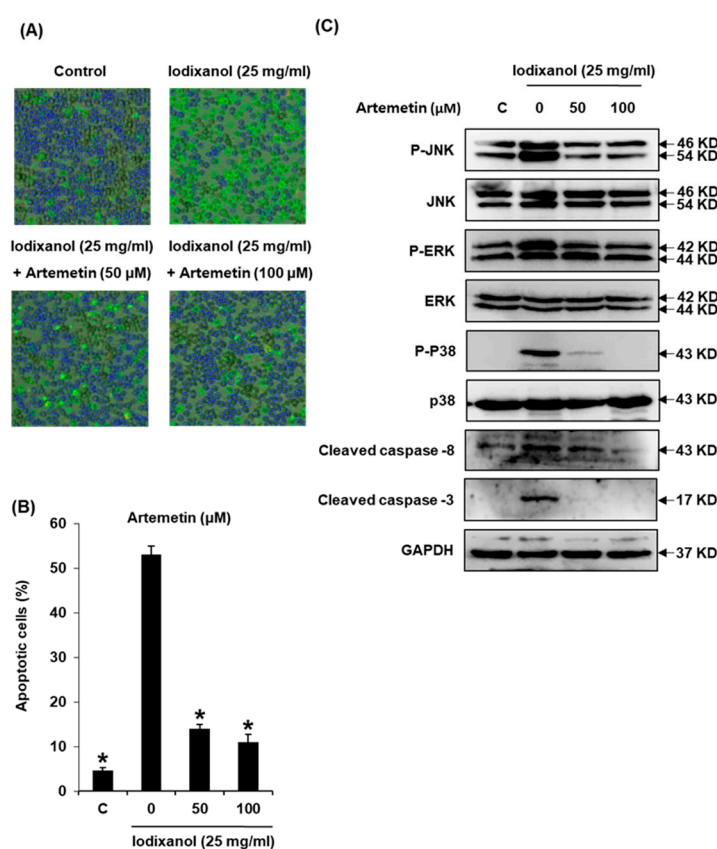 (A)
Control
Iodixanol (25 mg/ml)
Iodixanol (25 mg/ml)
+ Artemetin (50 µM)
Iodixanol (25 mg/ml)
+ Artemetin (100 µM)
(B)
Artemetin (µM)
Apoptotic cells (%)
60
50
40
30
20
10
0
*
*
*
C
0
50
100
Iodixanol (25 mg/ml)
(C)
Iodixanol (25 mg/ml)
Artemetin (µM) C 0 50 100
P-JNK
46 KD
54 KD
JNK
46 KD
54 KD
P-ERK
42 KD
44 KD
ERK
42 KD
44 KD
P-P38
43 KD
p38
43 KD
Cleaved caspase -8
43 KD
Cleaved caspase -3
17 KD
GAPDH
37 KD